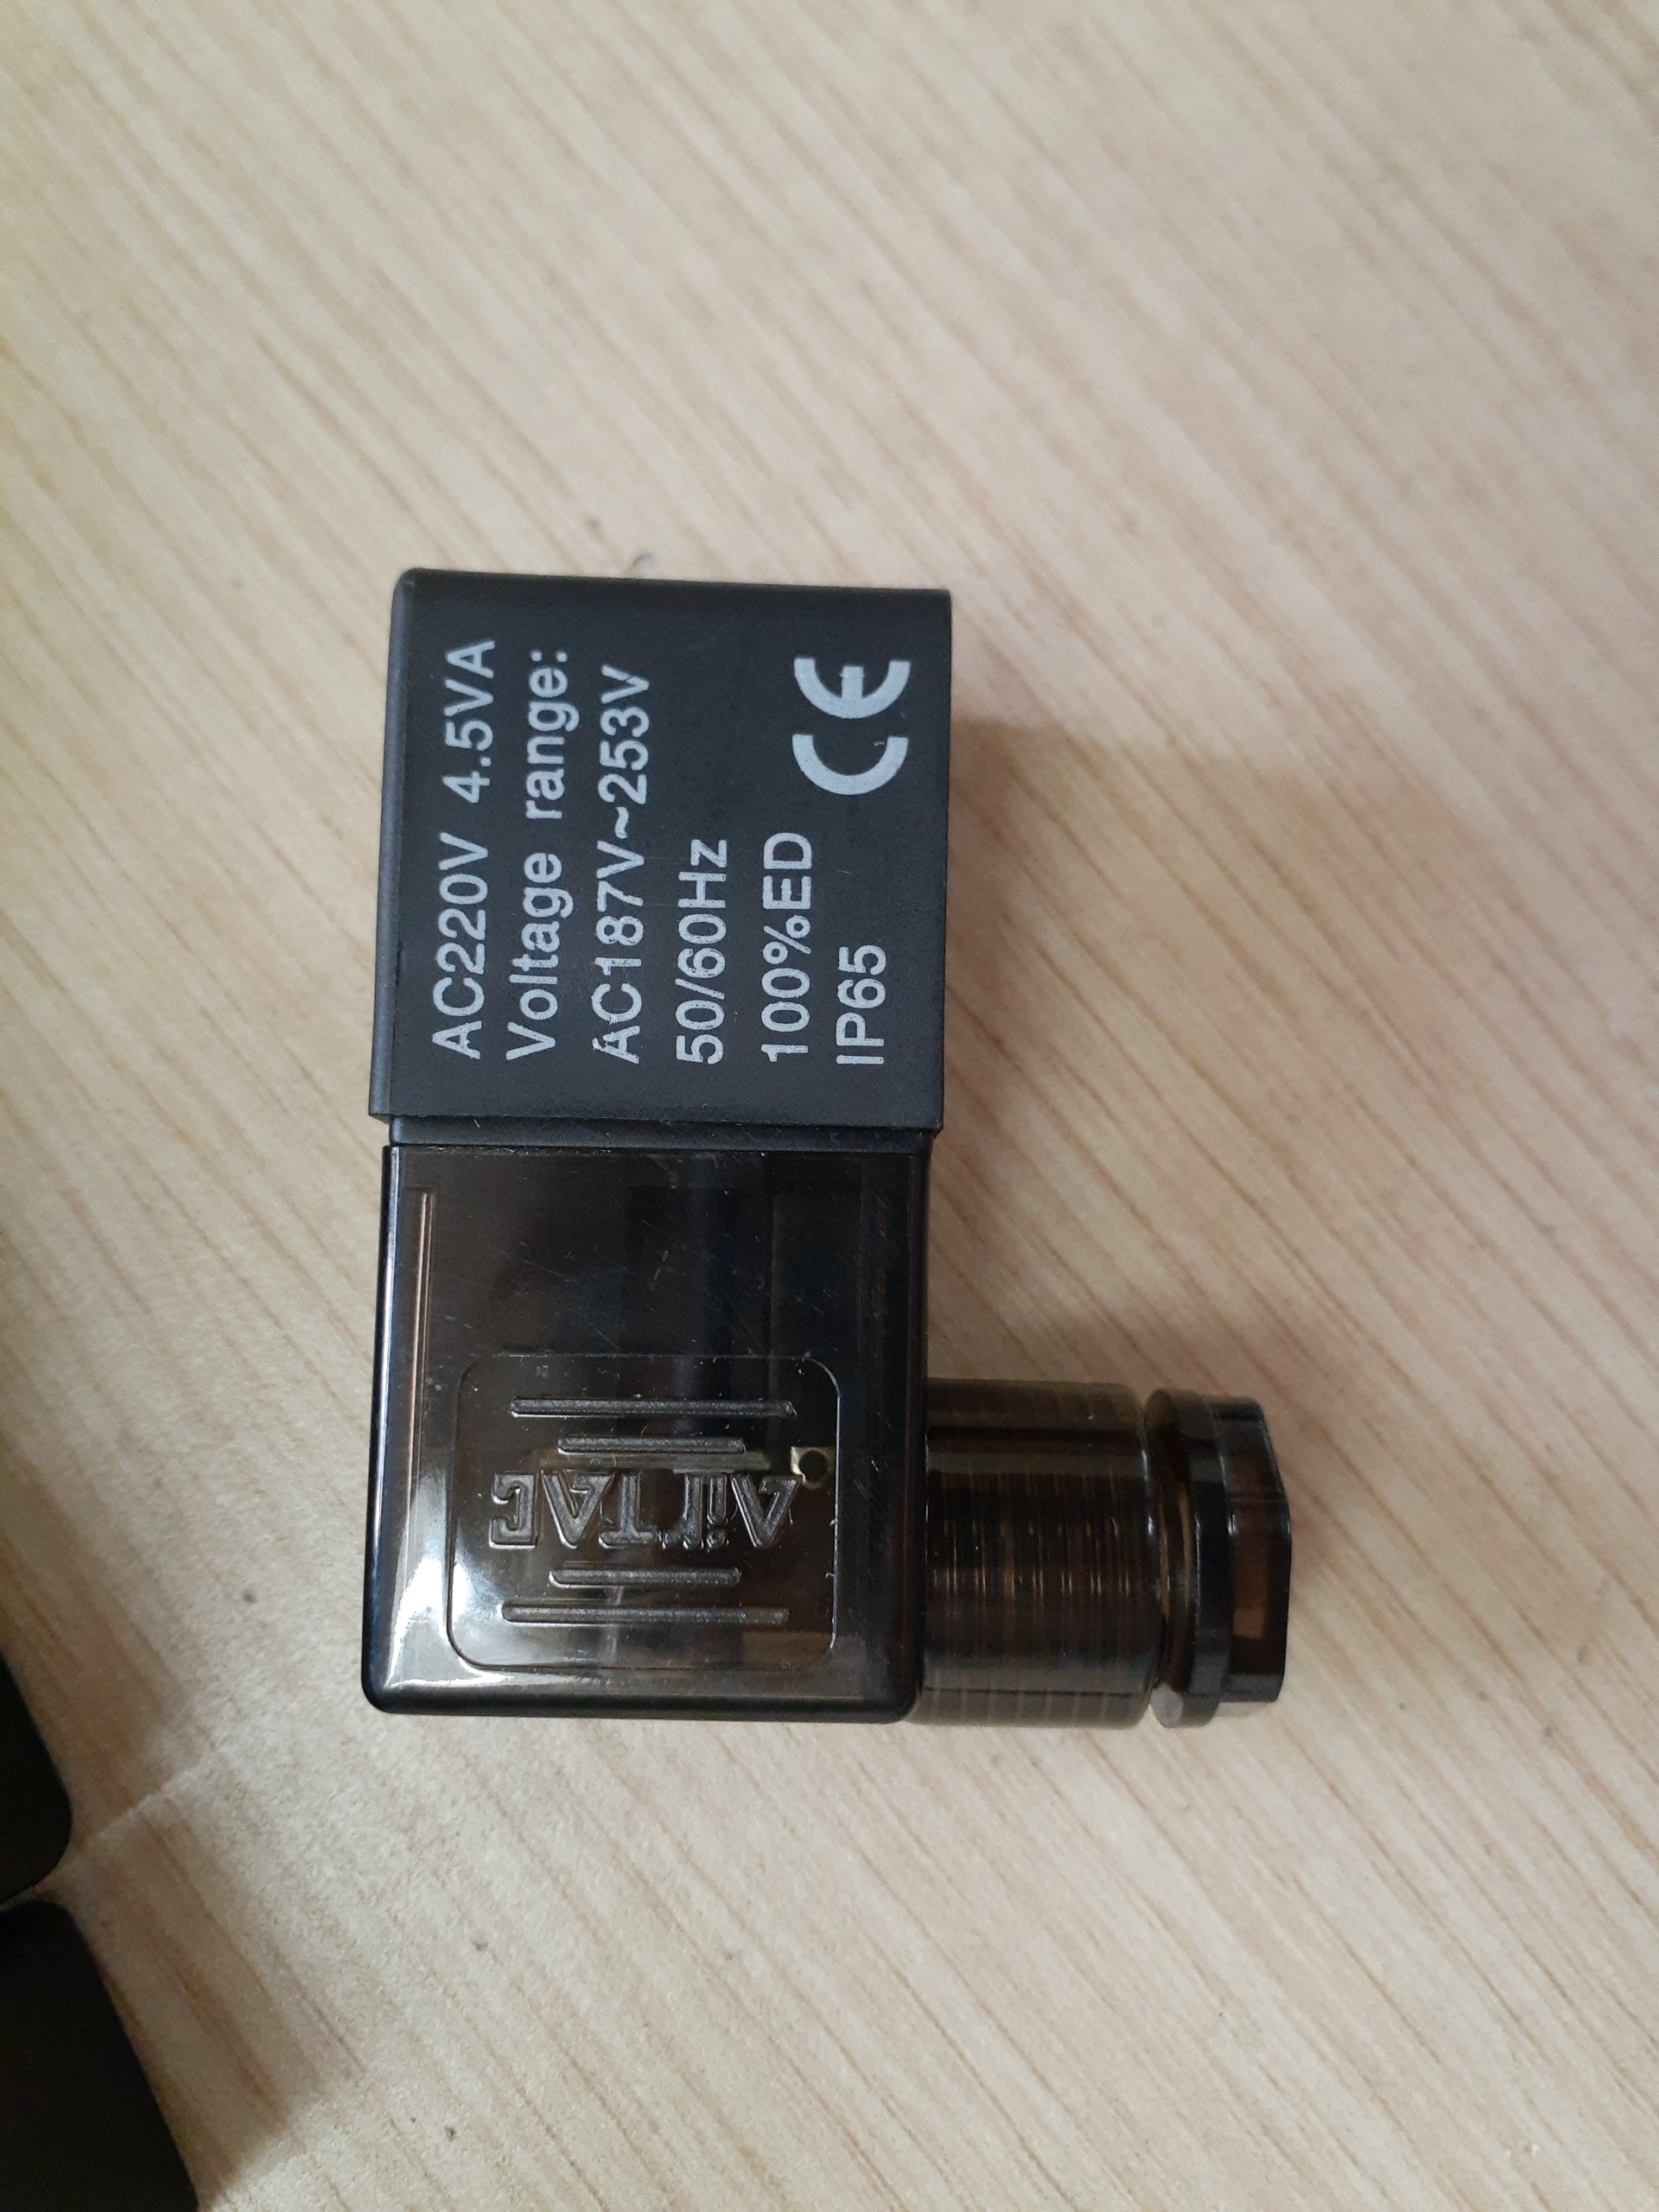 AC220V 4.5VA
Voltage range:
AC187V~253V
50/60Hz
100%ED
IP65 CE
AirTAC